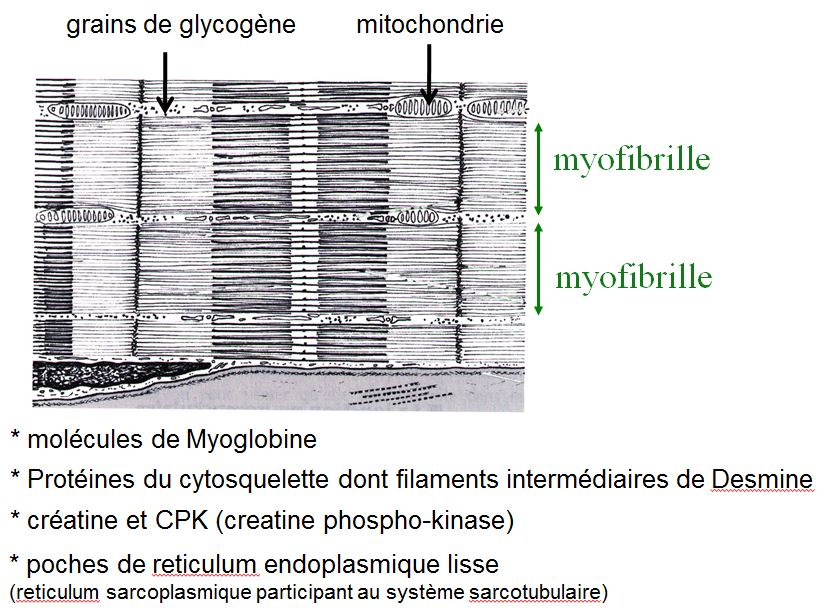 grains de glycogène mitochondrie
myofibrille
myofibrille
* molécules de Myoglobine
* Protéines du cytosquelette dont filaments intermédiaires de Desmine
* créatine et CPK (creatine phospho-kinase)
* poches de reticulum endoplasmique lisse
(reticulum sarcoplasmique participant au système sarcotubulaire)